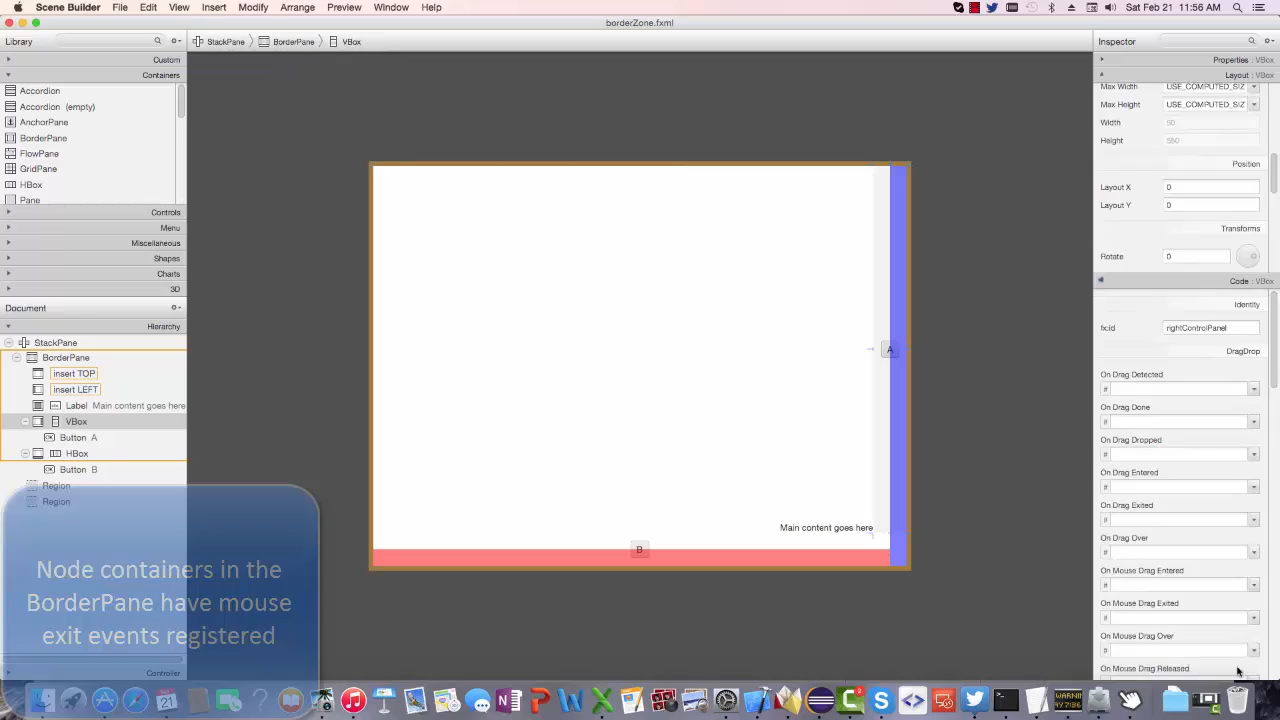 Scene Builder File Edit View Insert Modify Arrange Preview Window Help Sat Feb 21 11:56 AM
borderZone.fxml
Library
StackPane BorderPane VBox
Inspector
Custom
Containers
Accordion
Accordion (empty)
AnchorPane
BorderPane
FlowPane
GridPane
HBox
Pane
Controls
Menu
Miscellaneous
Shapes
Charts
3D
Document
Hierarchy
StackPane
BorderPane
insert TOP
insert LEFT
Label Main content goes here
VBox
Button A
HBox
Button B
Region
Region
Node containers in the
BorderPane have mouse
exit events registered
Controller
A
Main content goes here
B
Properties : VBox
Layout : VBox
Max Width USE_COMPUTED_SIZ
Max Height USE_COMPUTED_SIZ
Width 50
Height 550
Position
Layout X 0
Layout Y 0
Transforms
Rotate 0
Code : VBox
Identity
fx:id rightControlPanel
DragDrop
On Drag Detected
#
On Drag Done
#
On Drag Dropped
#
On Drag Entered
#
On Drag Exited
#
On Drag Over
#
On Mouse Drag Entered
#
On Mouse Drag Exited
#
On Mouse Drag Over
#
On Mouse Drag Released